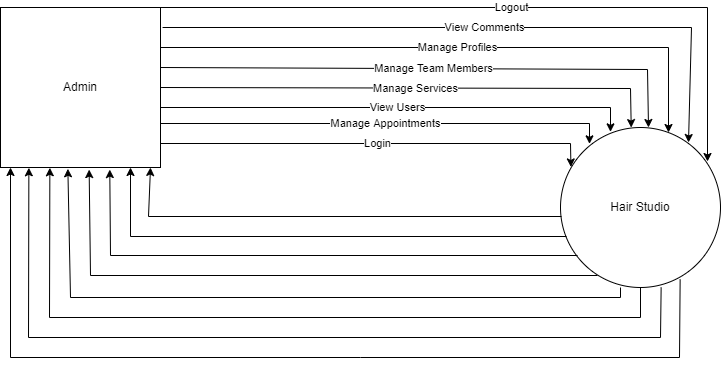 Logout
View Comments
Manage Profiles
Manage Team Members
Admin
Manage Services
View Users
Manage Appointments
Login
Hair Studio